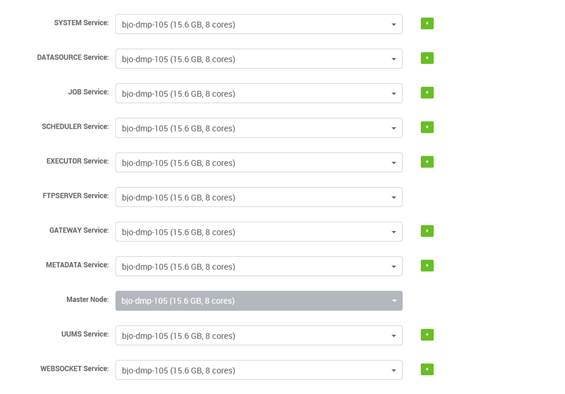 SYSTEM Service: bjo-dmp-105 (15.6 GB, 8 cores) +
DATASOURCE Service: bjo-dmp-105 (15.6 GB, 8 cores) +
JOB Service: bjo-dmp-105 (15.6 GB, 8 cores) +
SCHEDULER Service: bjo-dmp-105 (15.6 GB, 8 cores) +
EXECUTOR Service: bjo-dmp-105 (15.6 GB, 8 cores) +
FTPSERVER Service: bjo-dmp-105 (15.6 GB, 8 cores)
GATEWAY Service: bjo-dmp-105 (15.6 GB, 8 cores) +
METADATA Service: bjo-dmp-105 (15.6 GB, 8 cores) +
Master Node: bjo-dmp-105 (15.6 GB, 8 cores)
UUMS Service: bjo-dmp-105 (15.6 GB, 8 cores) +
WEBSOCKET Service: bjo-dmp-105 (15.6 GB, 8 cores) +